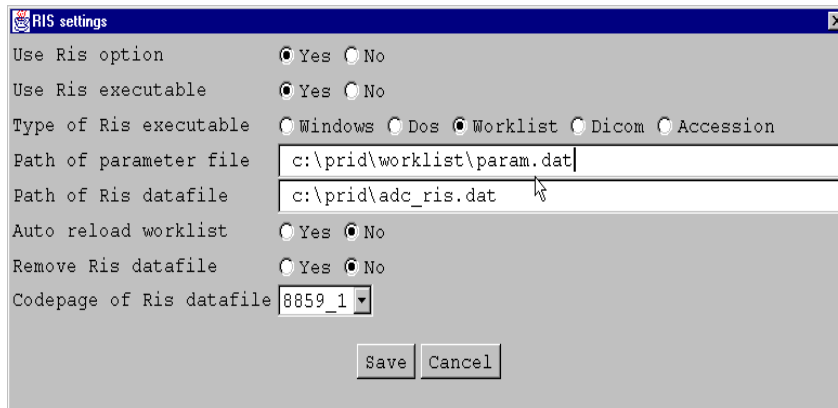 RIS settings
Use Ris option Yes No
Use Ris executable Yes No
Type of Ris executable Windows Dos Worklist Dicom Accession
Path of parameter file c:\prid\worklist\param.dat
Path of Ris datafile c:\prid\adc_ris.dat
Auto reload worklist Yes No
Remove Ris datafile Yes No
Codepage of Ris datafile 8859_1
Save Cancel